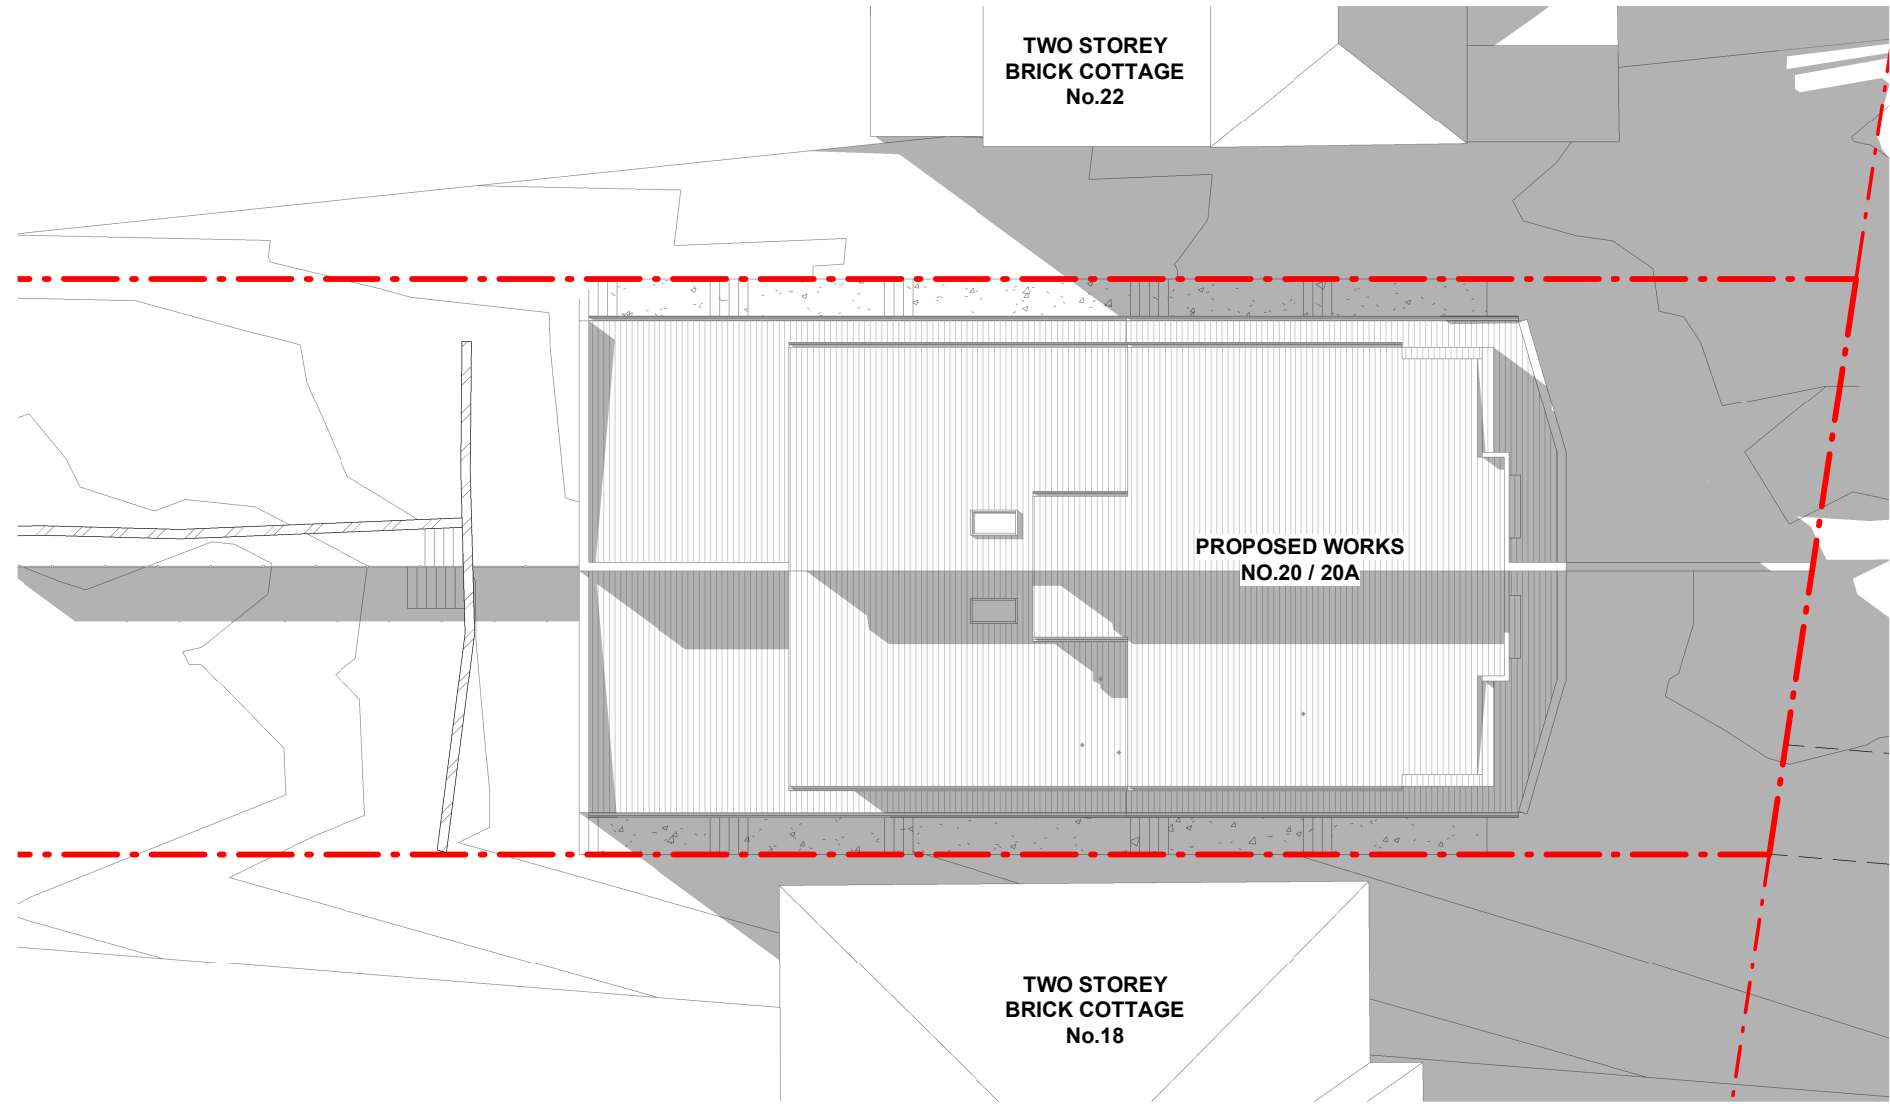 TWO STOREY
BRICK COTTAGE
No.22
PROPOSED WORKS
NO.20 / 20A
TWO STOREY
BRICK COTTAGE
No.18